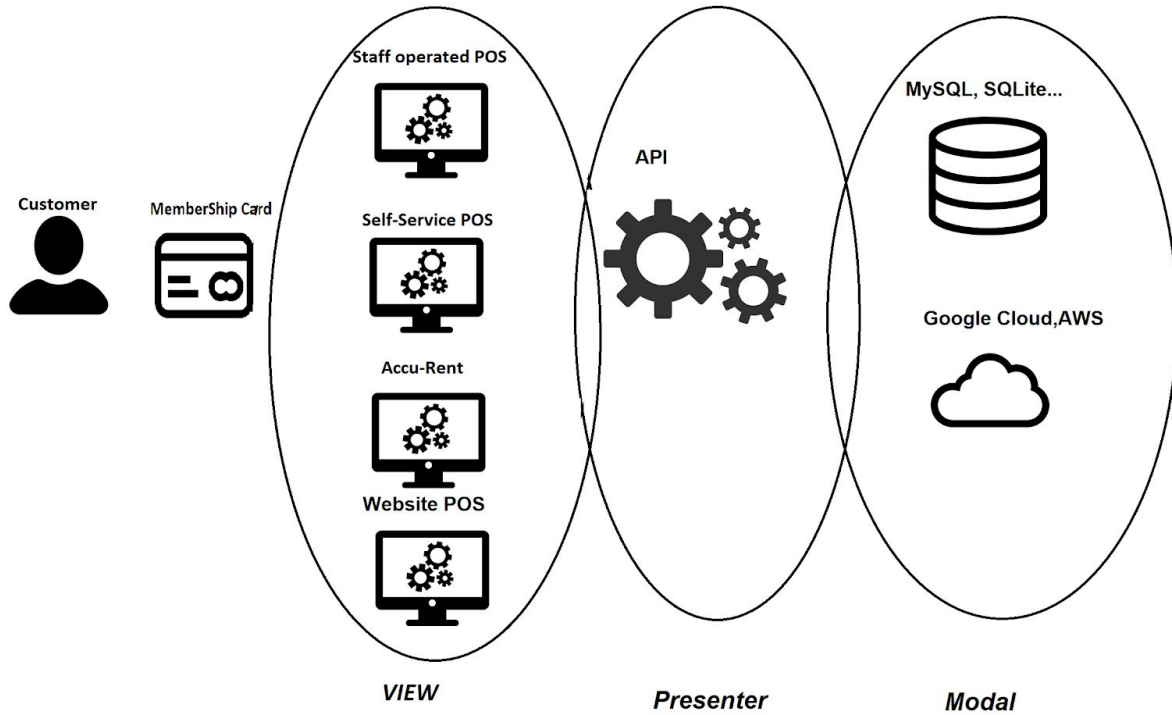 Customer
MemberShip Card
Staff operated POS
Self-Service POS
Accu-Rent
Website POS
VIEW
API
Presenter
MySQL, SQLite...
Google Cloud,AWS
Modal